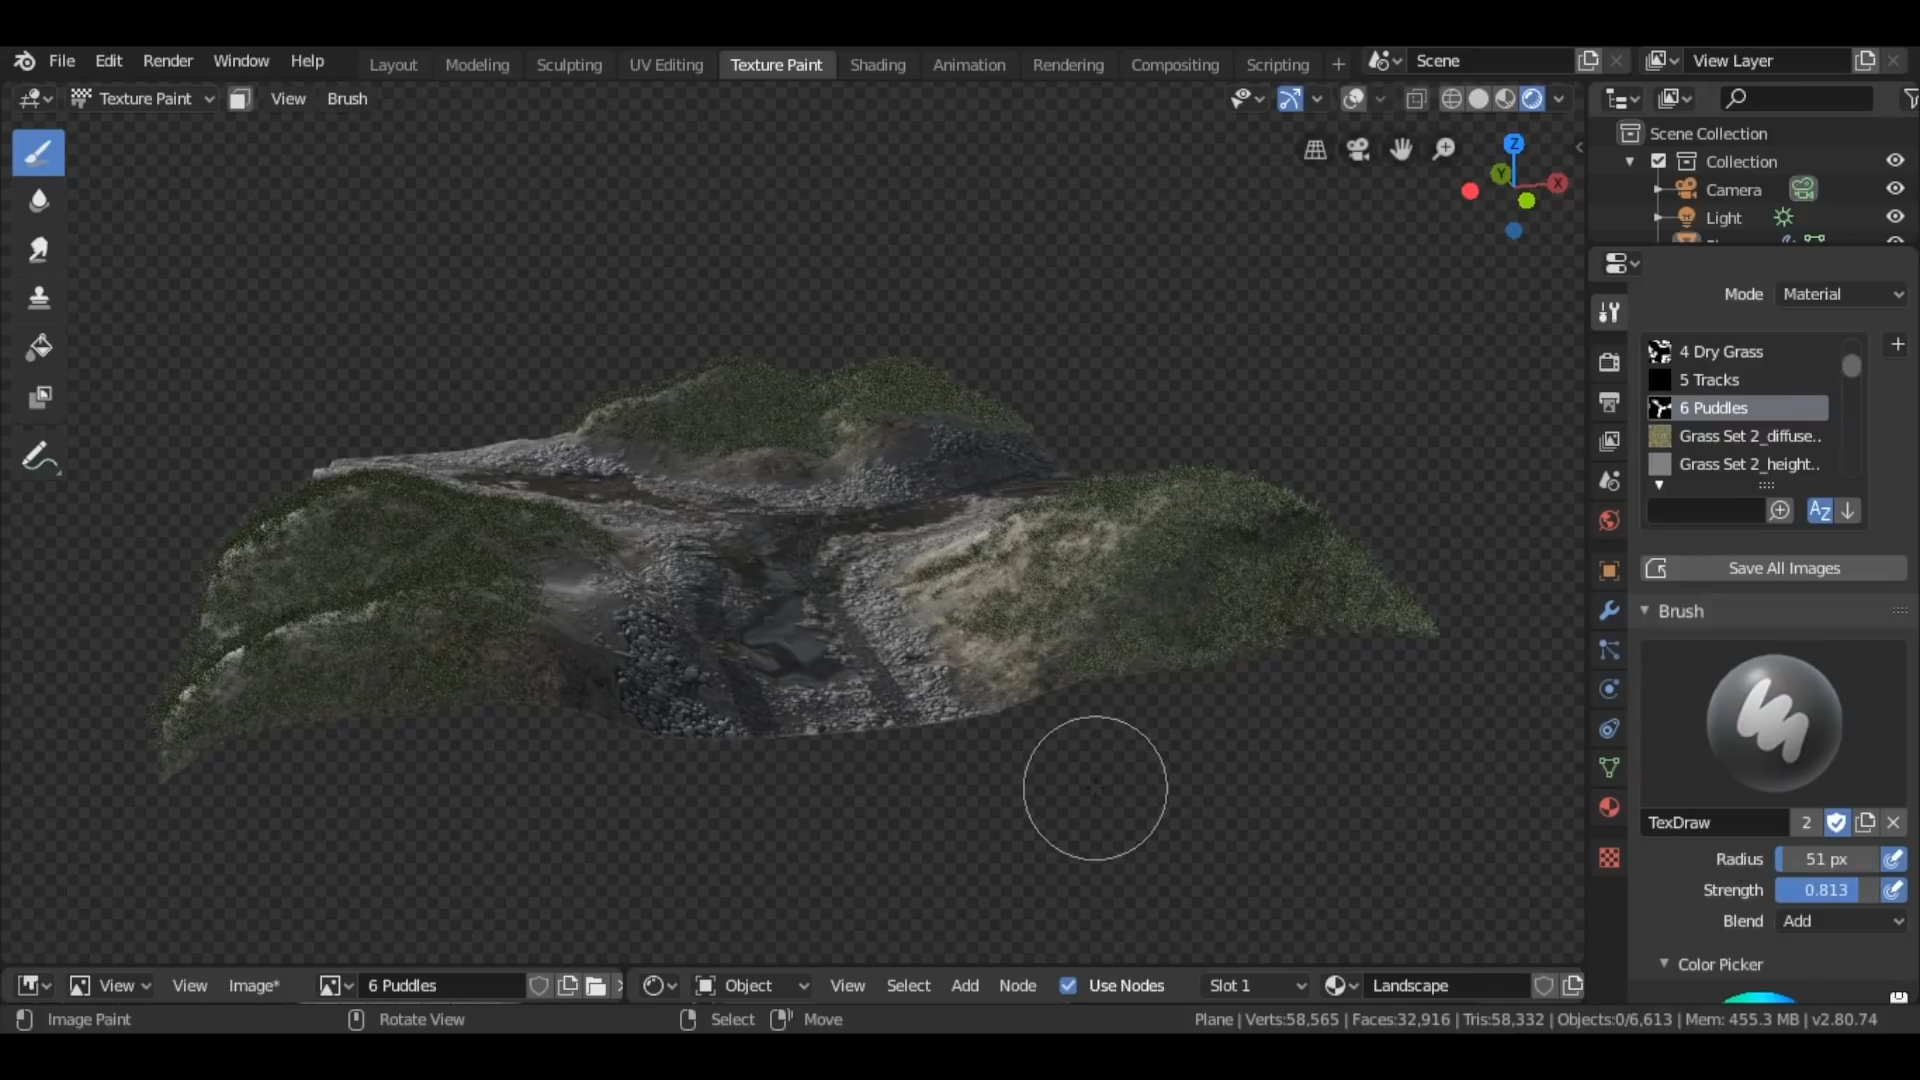 File Edit Render Window Help Layout Modeling Sculpting UV Editing Texture Paint Shading Animation Rendering Compositing Scripting + Scene View Layer
Texture Paint View Brush
Z
Y X
Scene Collection
Collection
Camera
Light
Mode Material
4 Dry Grass
5 Tracks
6 Puddles
Grass Set 2_diffuse..
Grass Set 2_height..
AZ
Save All Images
Brush
TexDraw 2
Radius 51 px
Strength 0.813
Blend Add
Color Picker
View View Image* 6 Puddles Object View Select Add Node Use Nodes Slot 1 Landscape
Image Paint Rotate View Select Move Plane | Verts:58,565 | Faces:32,916 | Tris:58,332 | Objects:0/6,613 | Mem: 455.3 MB | v2.80.74